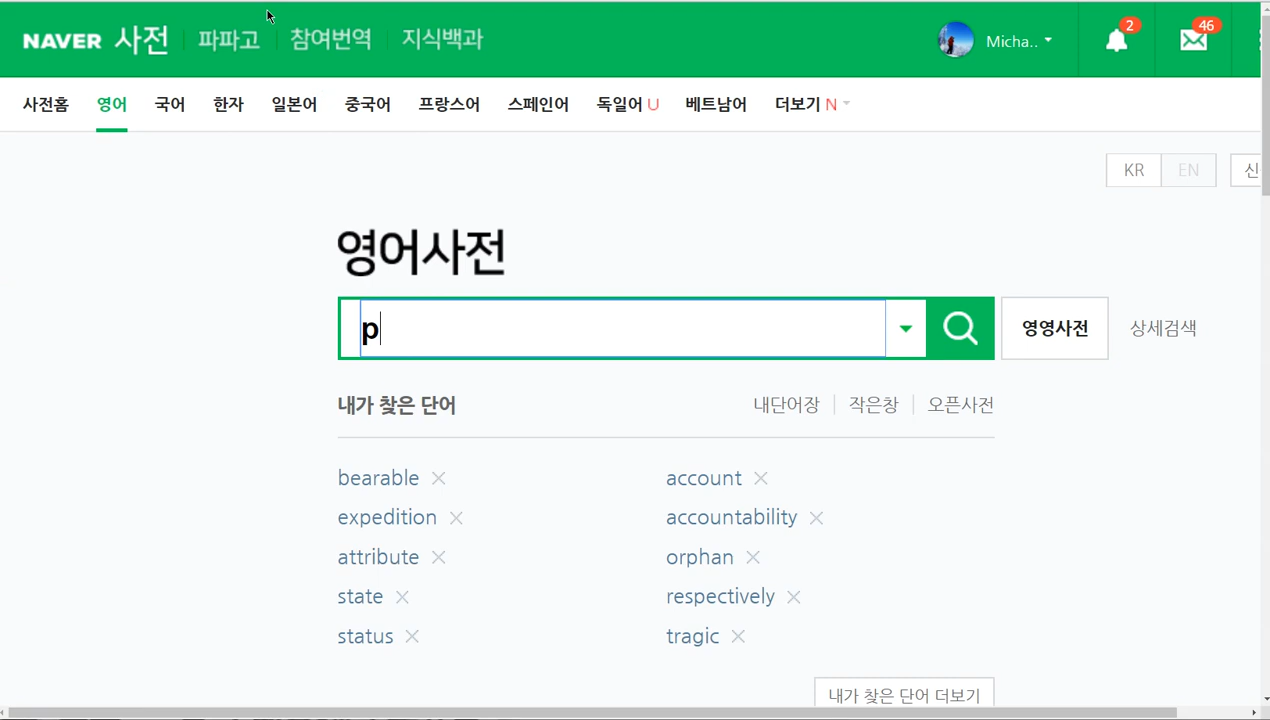 NAVER 사전 파파고 참여번역 지식백과 Micha.. 2 46
사전홈 영어 국어 한자 일본어 중국어 프랑스어 스페인어 독일어 U 베트남어 더보기 N
KR EN
영어사전
p 영영사전 상세검색
내가 찾은 단어 내단어장 작은창 오픈사전
bearable account
expedition accountability
attribute orphan
state respectively
status tragic
내가 찾은 단어 더보기